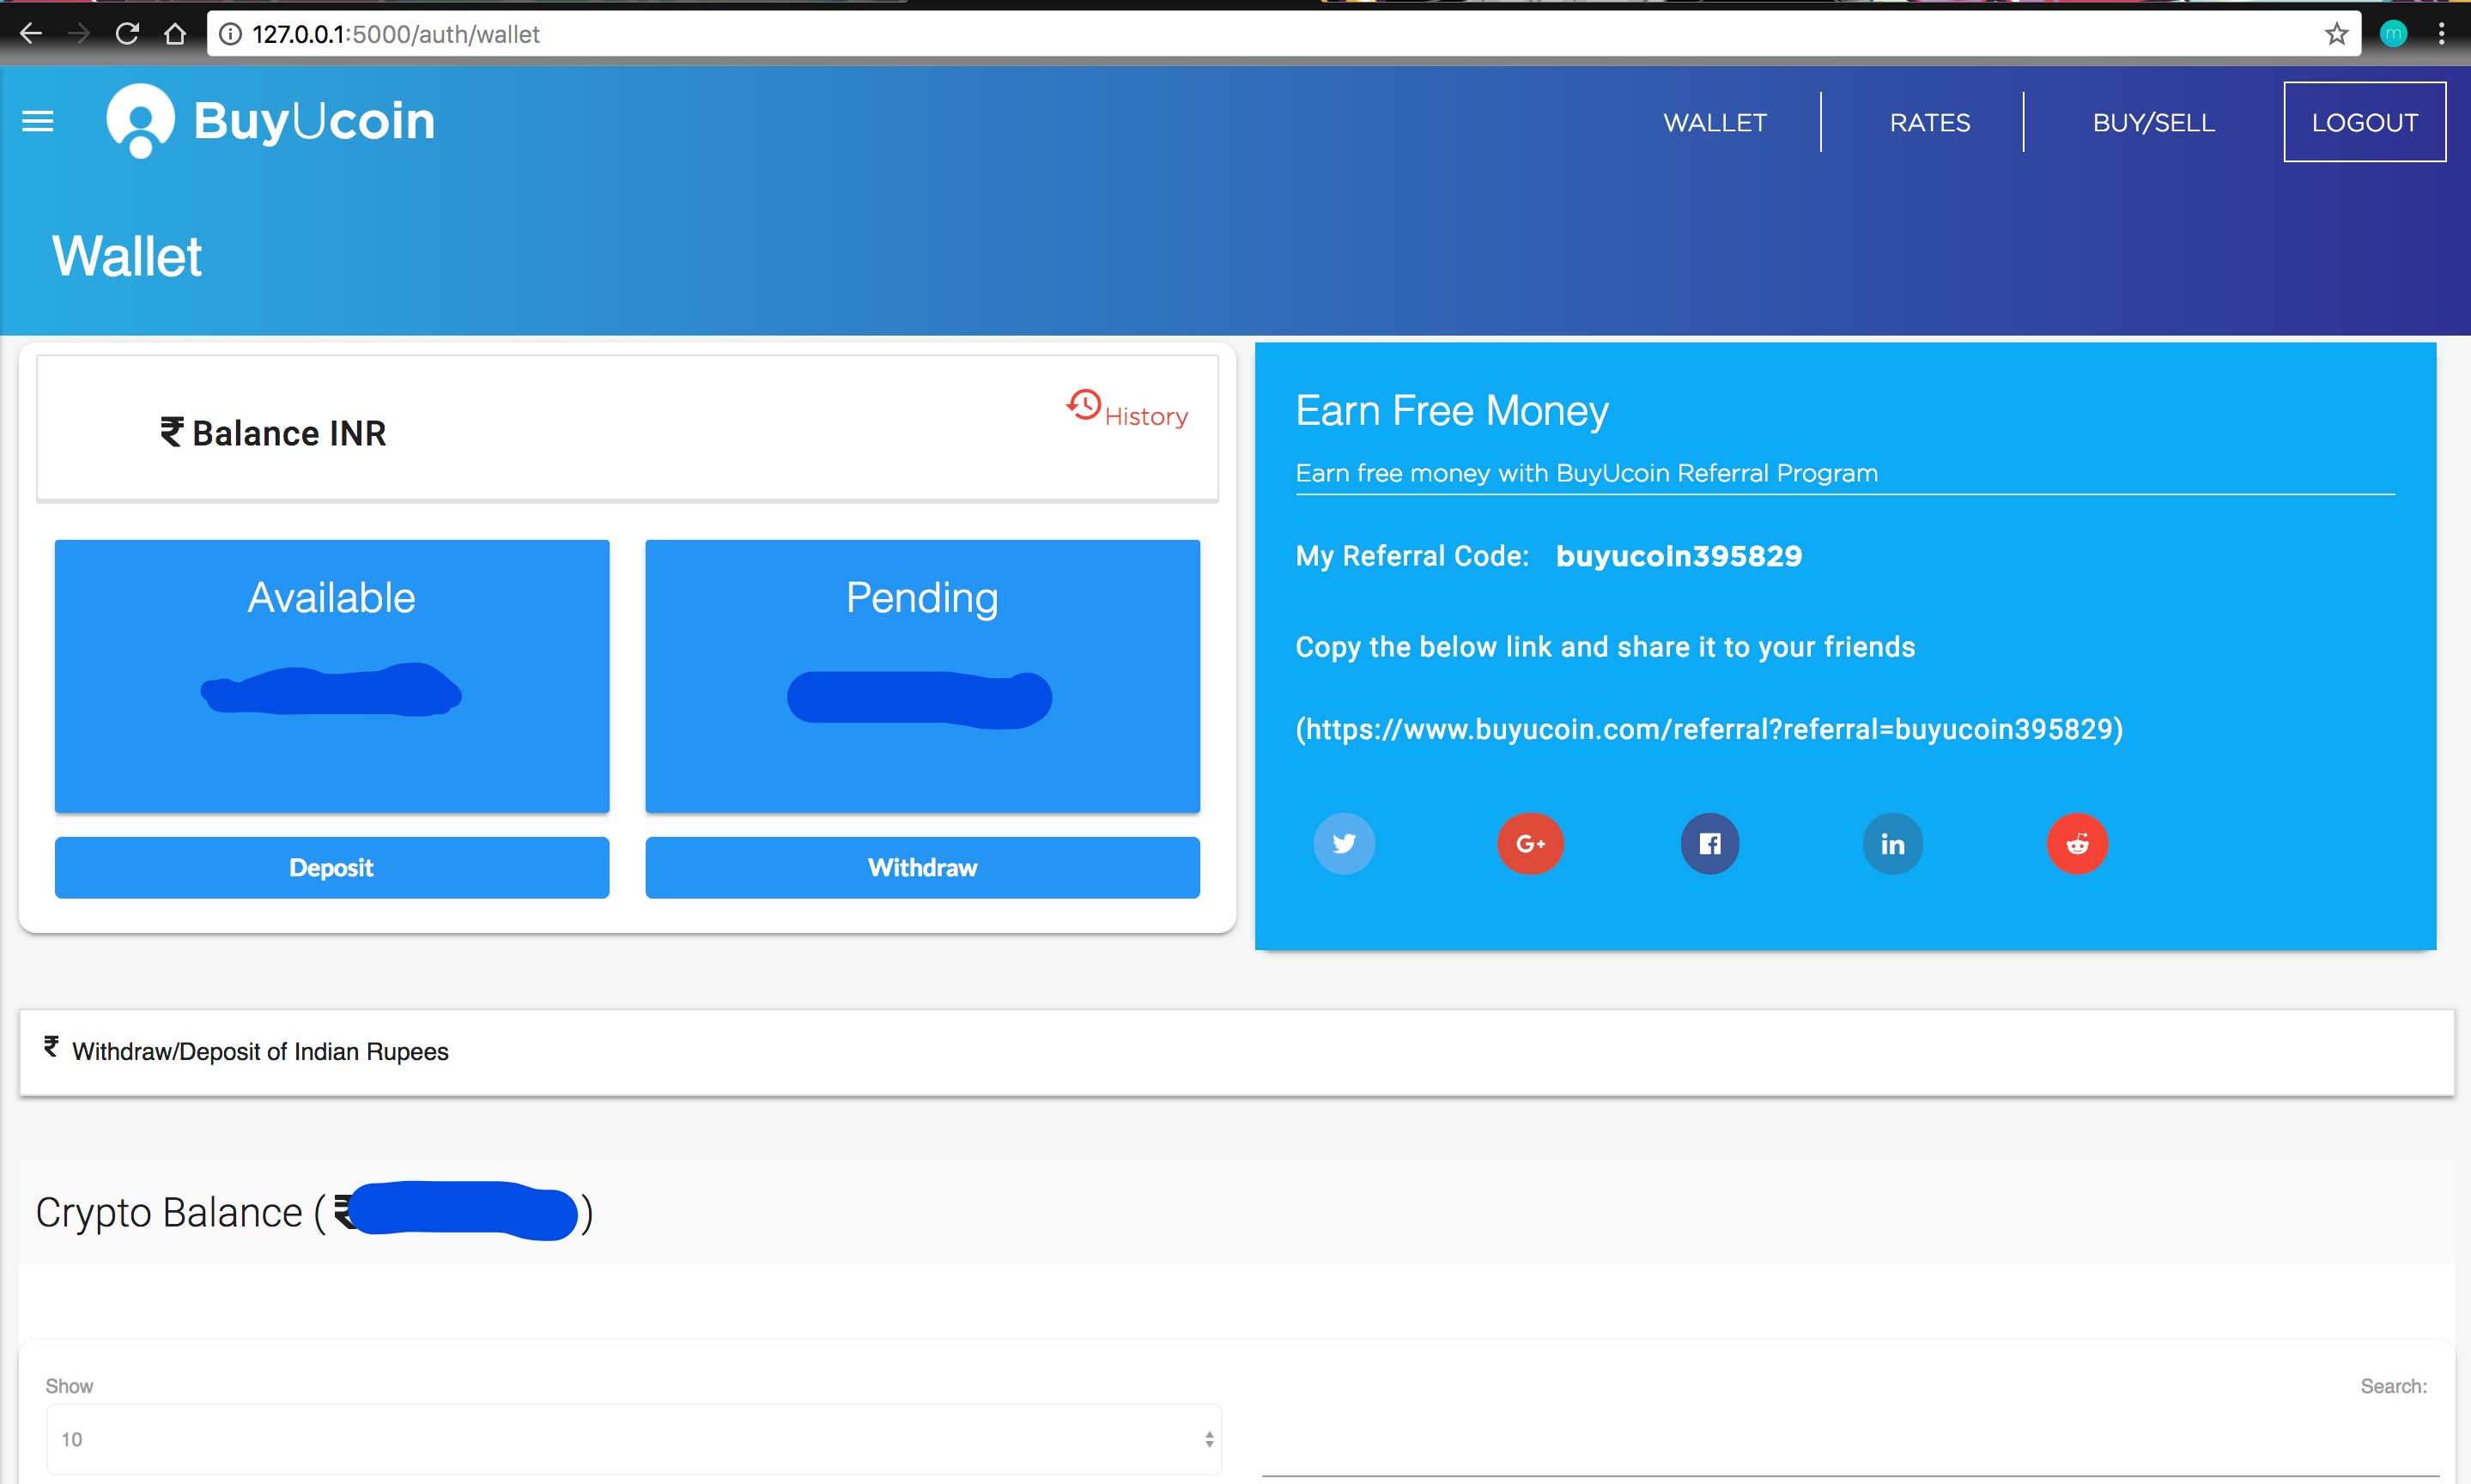 127.0.0.1:5000/auth/wallet
m
BuyUcoin
WALLET
RATES
BUY/SELL
LOGOUT
Wallet
₹ Balance INR
History
Available
Pending
Deposit
Withdraw
Earn Free Money
Earn free money with BuyUcoin Referral Program
My Referral Code: buyucoin395829
Copy the below link and share it to your friends
(https://www.buyucoin.com/referral?referral=buyucoin395829)
G+
in
₹ Withdraw/Deposit of Indian Rupees
Crypto Balance ( ₹ )
Show
Search:
10